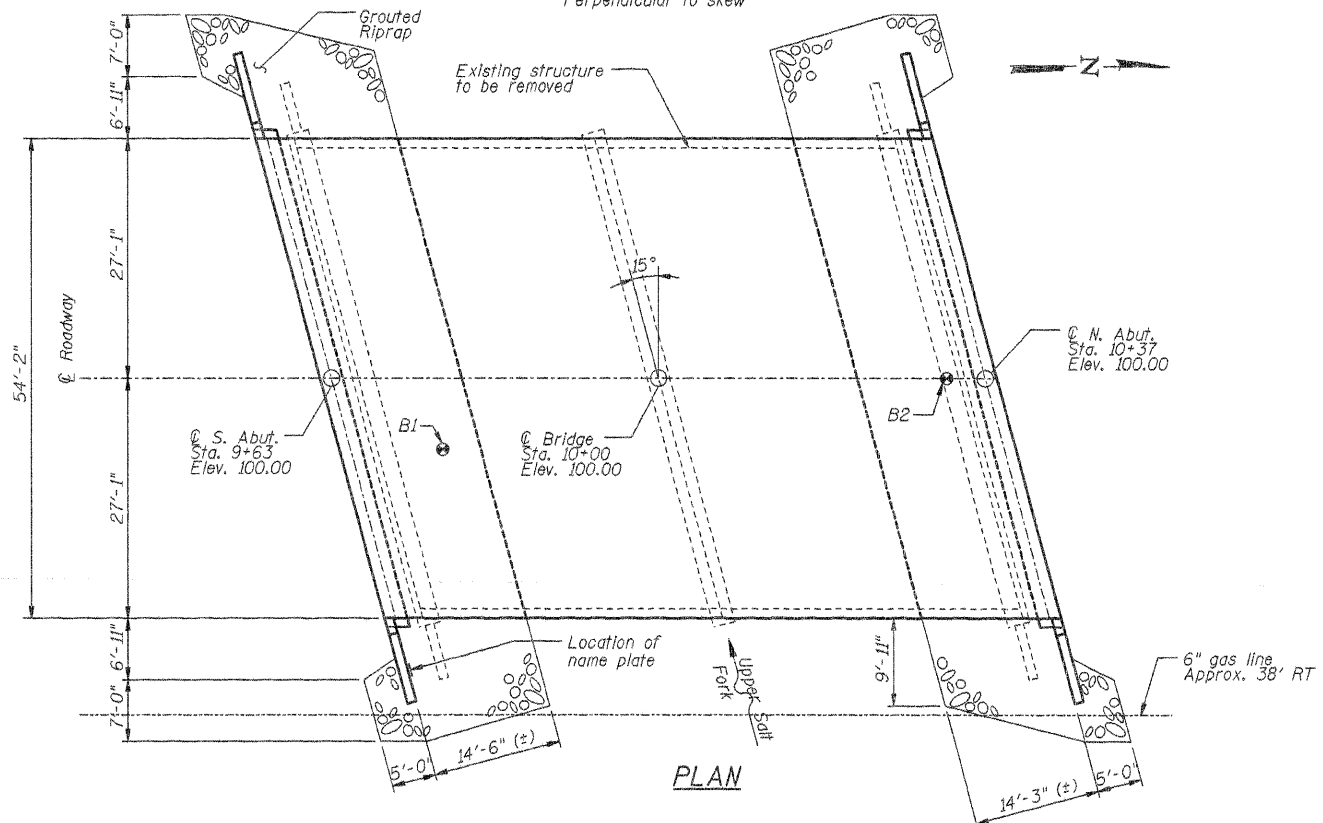 Perpendicular to skew
Grouted
Riprap
7'-0"
6'-11"
Existing structure
to be removed
N
27'-1"
15°
℄ Roadway
54'-2"
℄ N. Abut.
Sta. 10+37
Elev. 100.00
B1
B2
℄ S. Abut.
Sta. 9+63
Elev. 100.00
℄ Bridge
Sta. 10+00
Elev. 100.00
27'-1"
6'-11"
7'-0"
Location of
name plate
Upper Salt
Fork
9'-11"
6" gas line
Approx. 38' RT
5'-0"
14'-6" (±)
PLAN
14'-3" (±)
5'-0"